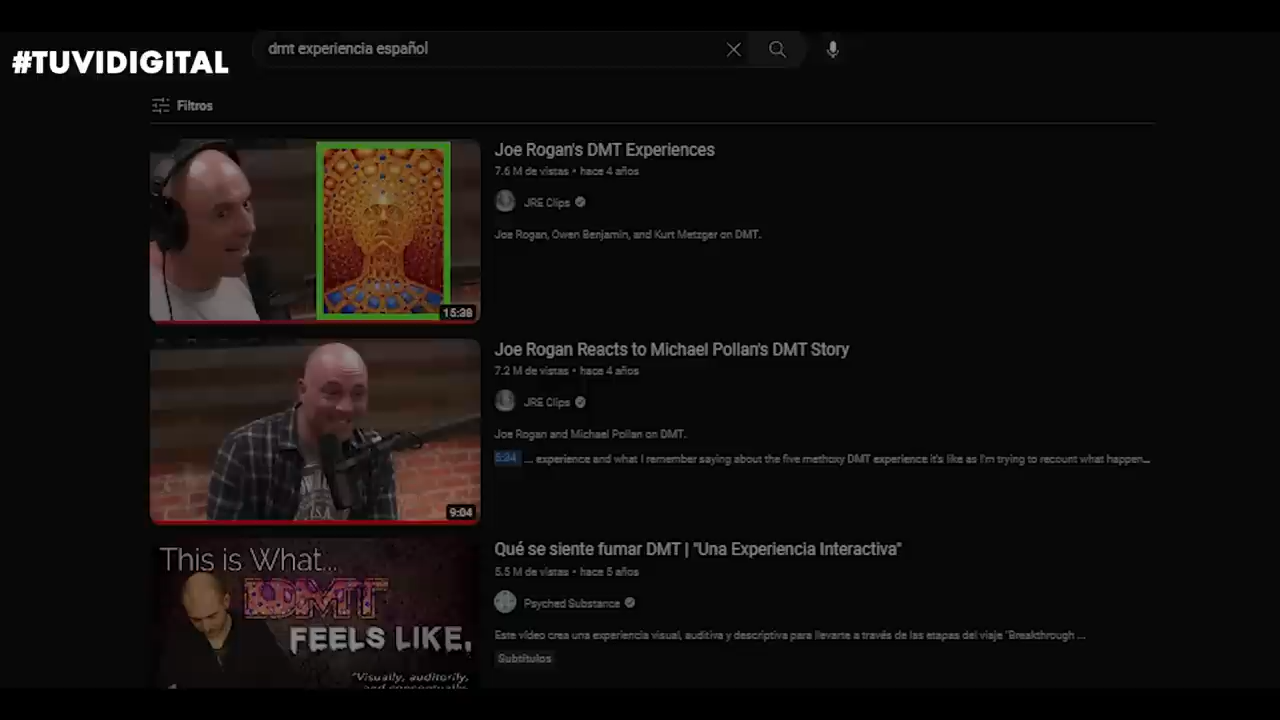 #TUVIDIGITAL
dmt experiencia español
Filtros
15:38
Joe Rogan's DMT Experiences
7.6 M de vistas • hace 4 años
JRE Clips
Joe Rogan, Owen Benjamin, and Kurt Metzger on DMT.
9:04
Joe Rogan Reacts to Michael Pollan's DMT Story
7.2 M de vistas • hace 4 años
JRE Clips
Joe Rogan and Michael Pollan on DMT.
5:34 ... experience and what I remember saying about the five methoxy DMT experience it's like as I'm trying to recount what happen...
This is What...
DMT
FEELS LIKE,
"Visually, auditorily,
and conceptually
Qué se siente fumar DMT | "Una Experiencia Interactiva"
5.5 M de vistas • hace 5 años
Psyched Substance
Este vídeo crea una experiencia visual, auditiva y descriptiva para llevarte a través de las etapas del viaje "Breakthrough ...
Subtítulos